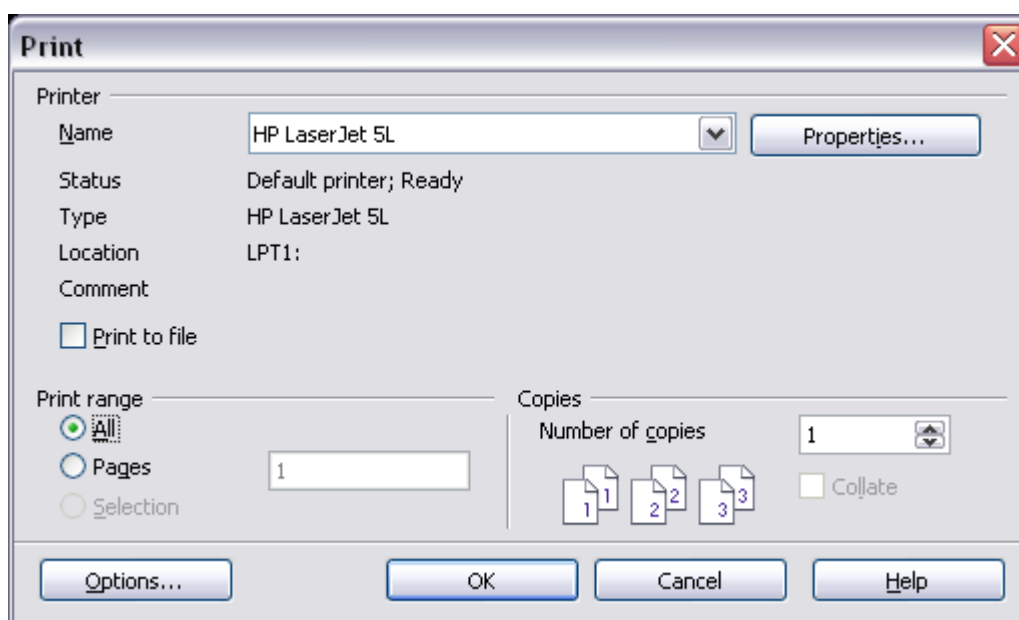 Print
Printer
Name HP LaserJet 5L Properties...
Status Default printer; Ready
Type HP LaserJet 5L
Location LPT1:
Comment
Print to file
Print range Copies
All Number of copies 1
Pages 1
1 1 2 2 3 3 Collate
Selection
Options... OK Cancel Help